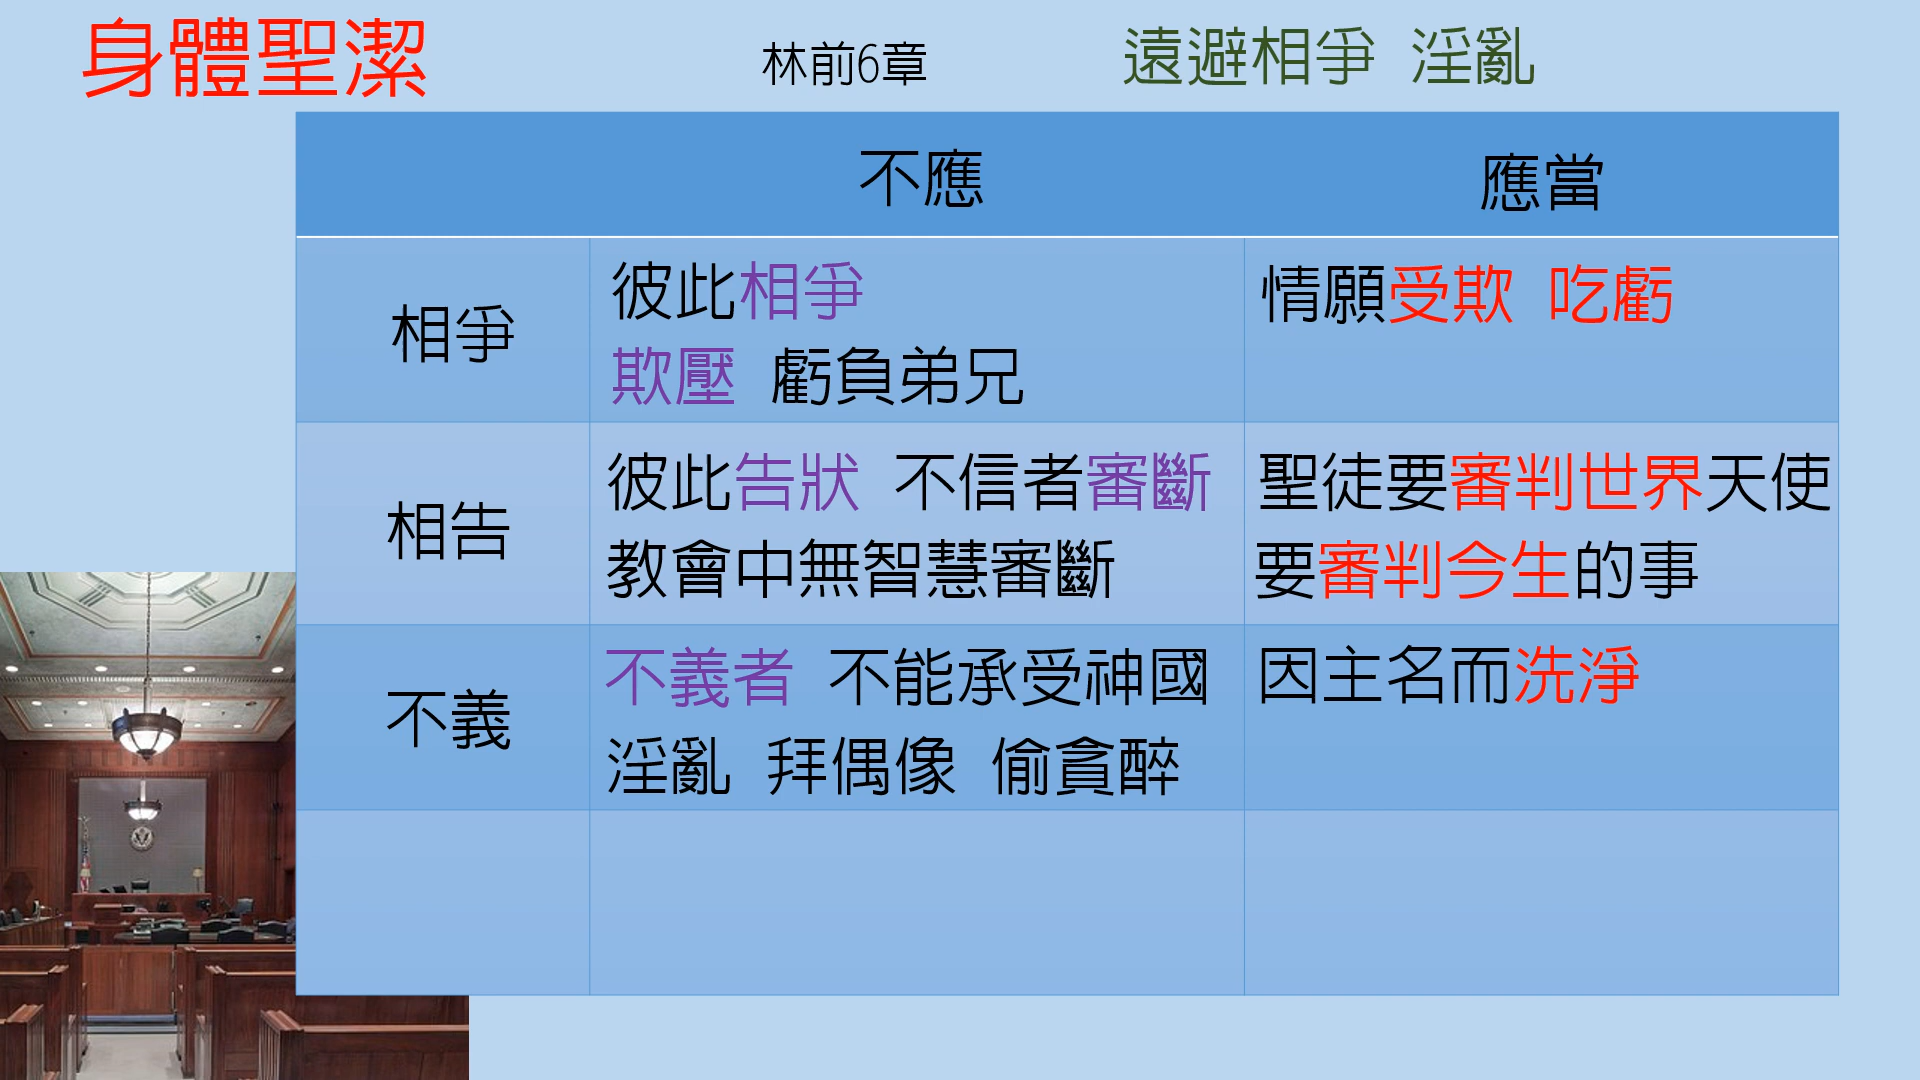 身體聖潔 林前6章 遠避相爭 淫亂
不應 應當
相爭
彼此相爭
欺壓 虧負弟兄
情願受欺 吃虧
相告
彼此告狀 不信者審斷
教會中無智慧審斷
聖徒要審判世界天使
要審判今生的事
不義
不義者 不能承受神國
淫亂 拜偶像 偷貪醉
因主名而洗淨